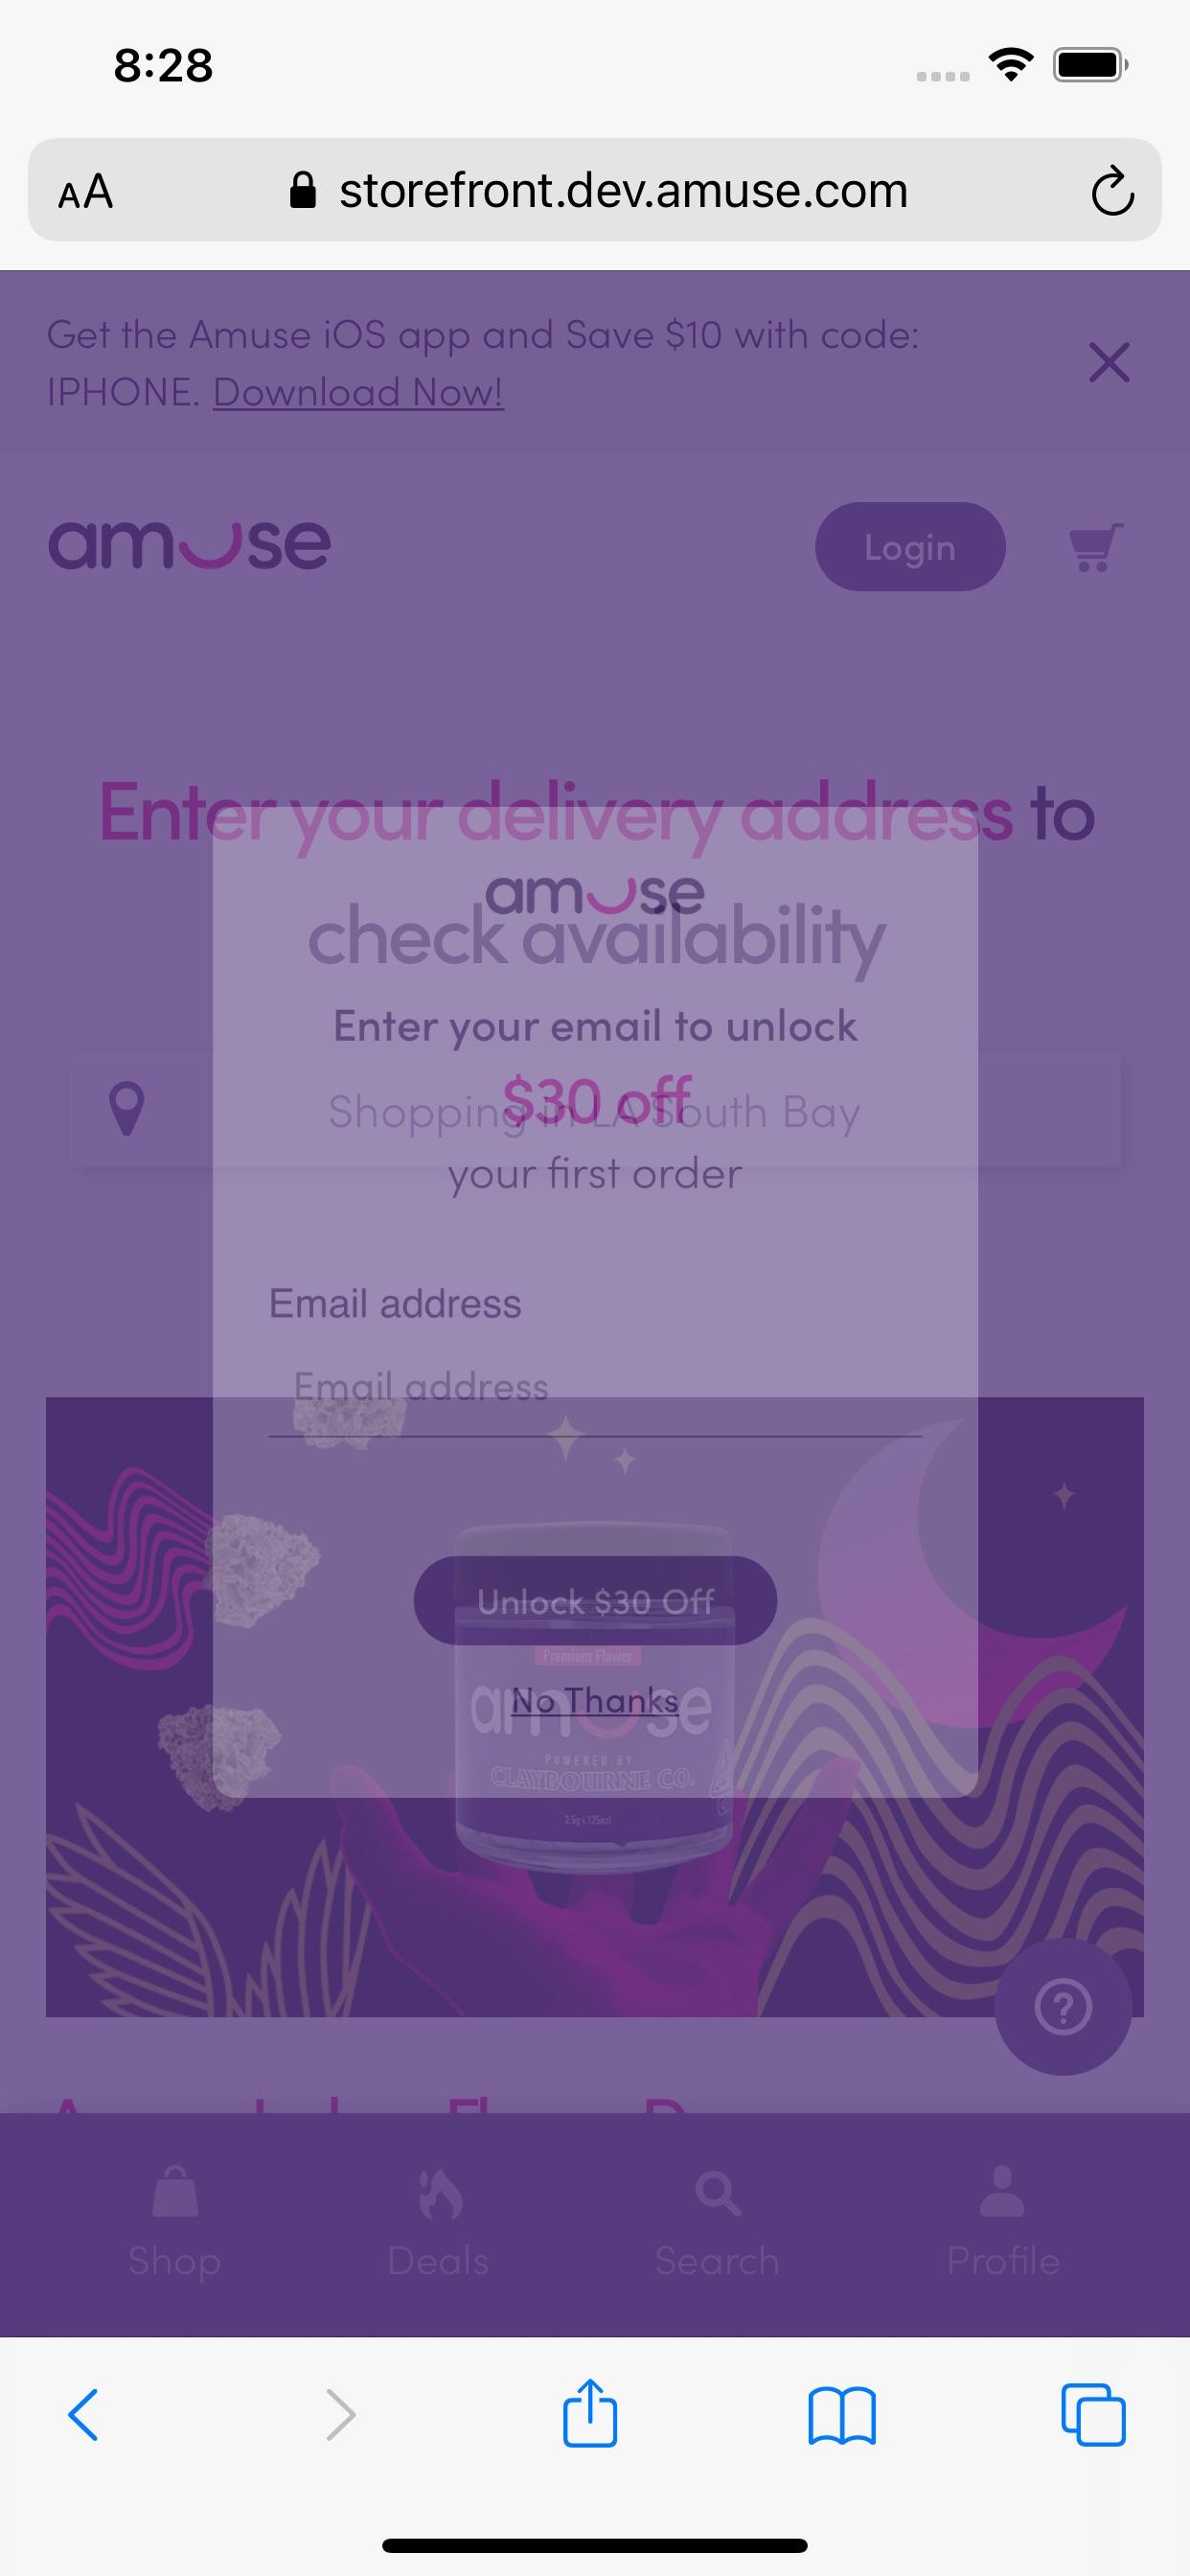 8:28
AA storefront.dev.amuse.com
Get the Amuse iOS app and Save $10 with code:
IPHONE. Download Now!
amuse
Login
Enter your delivery address to
check availability
Shopping in LA South Bay
amuse
Enter your email to unlock
$30 off
your first order
Email address
Email address
Unlock $30 Off
No Thanks
Premium Flower
amuse
POWERED BY
CLAYBOURNE CO.
3.5g (.125oz)
Shop
Deals
Search
Profile